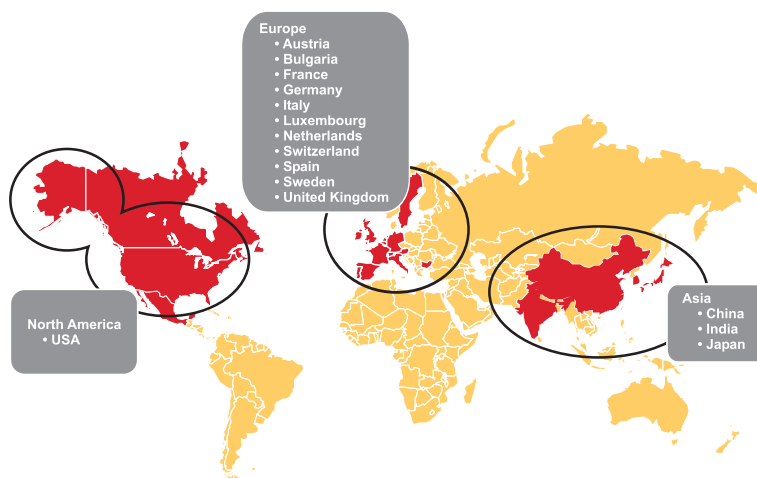 Europe
• Austria
• Bulgaria
• France
• Germany
• Italy
• Luxembourg
• Netherlands
• Switzerland
• Spain
• Sweden
• United Kingdom
North America
• USA
Asia
• China
• India
• Japan